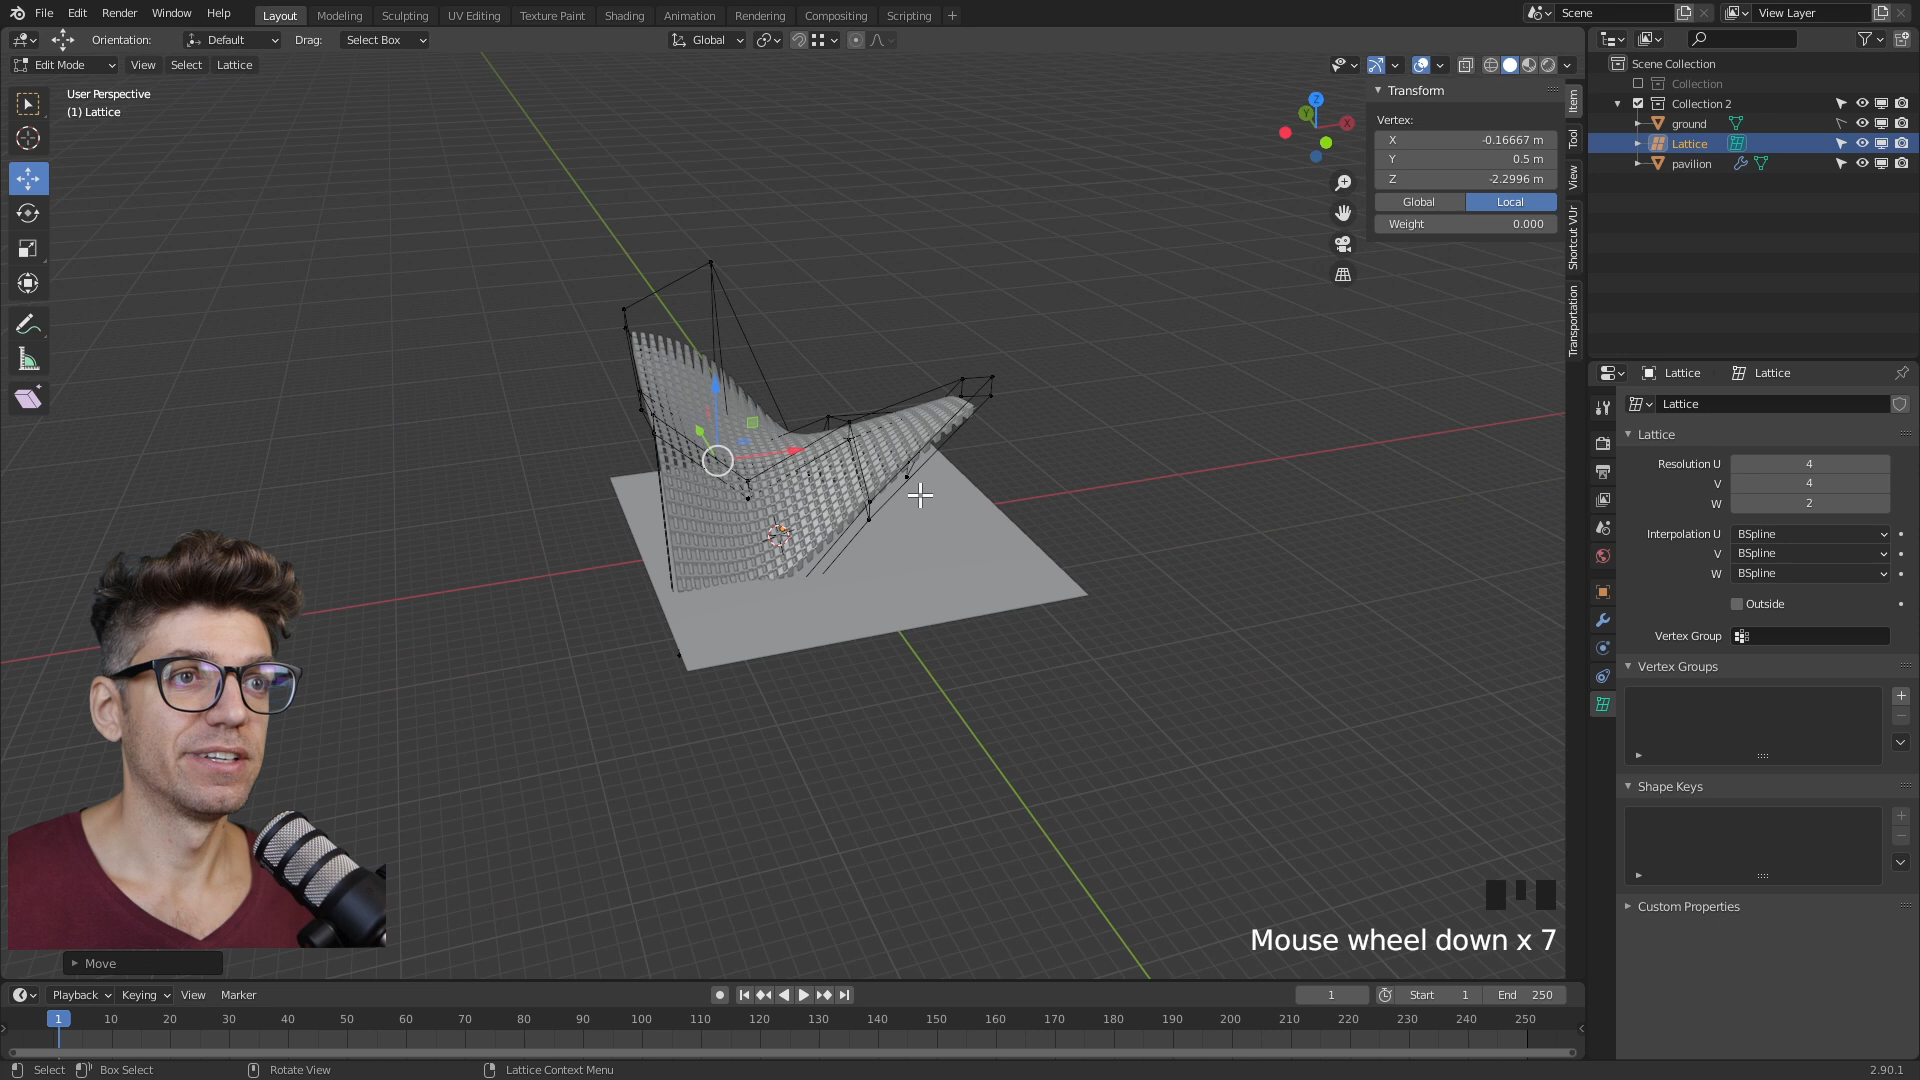 File Edit Render Window Help Layout Modeling Sculpting UV Editing Texture Paint Shading Animation Rendering Compositing Scripting + Scene View Layer
Orientation: Default Drag: Select Box Global
Edit Mode View Select Lattice
User Perspective
(1) Lattice
Z
Y
X
Transform
Vertex:
X -0.16667 m
Y 0.5 m
Z -2.2996 m
Global Local
Weight 0.000
Item
Tool
View
Shortcut VUr
Transportation
Scene Collection
Collection
Collection 2
ground
Lattice
pavilion
Lattice Lattice
Lattice
Lattice
Resolution U 4
V 4
W 2
Interpolation U BSpline
V BSpline
W BSpline
Outside
Vertex Group
Vertex Groups
Shape Keys
Custom Properties
Mouse wheel down x 7
Move
Playback Keying View Marker 1 Start 1 End 250
1 10 20 30 40 50 60 70 80 90 100 110 120 130 140 150 160 170 180 190 200 210 220 230 240 250
Select Box Select Rotate View Lattice Context Menu 2.90.1